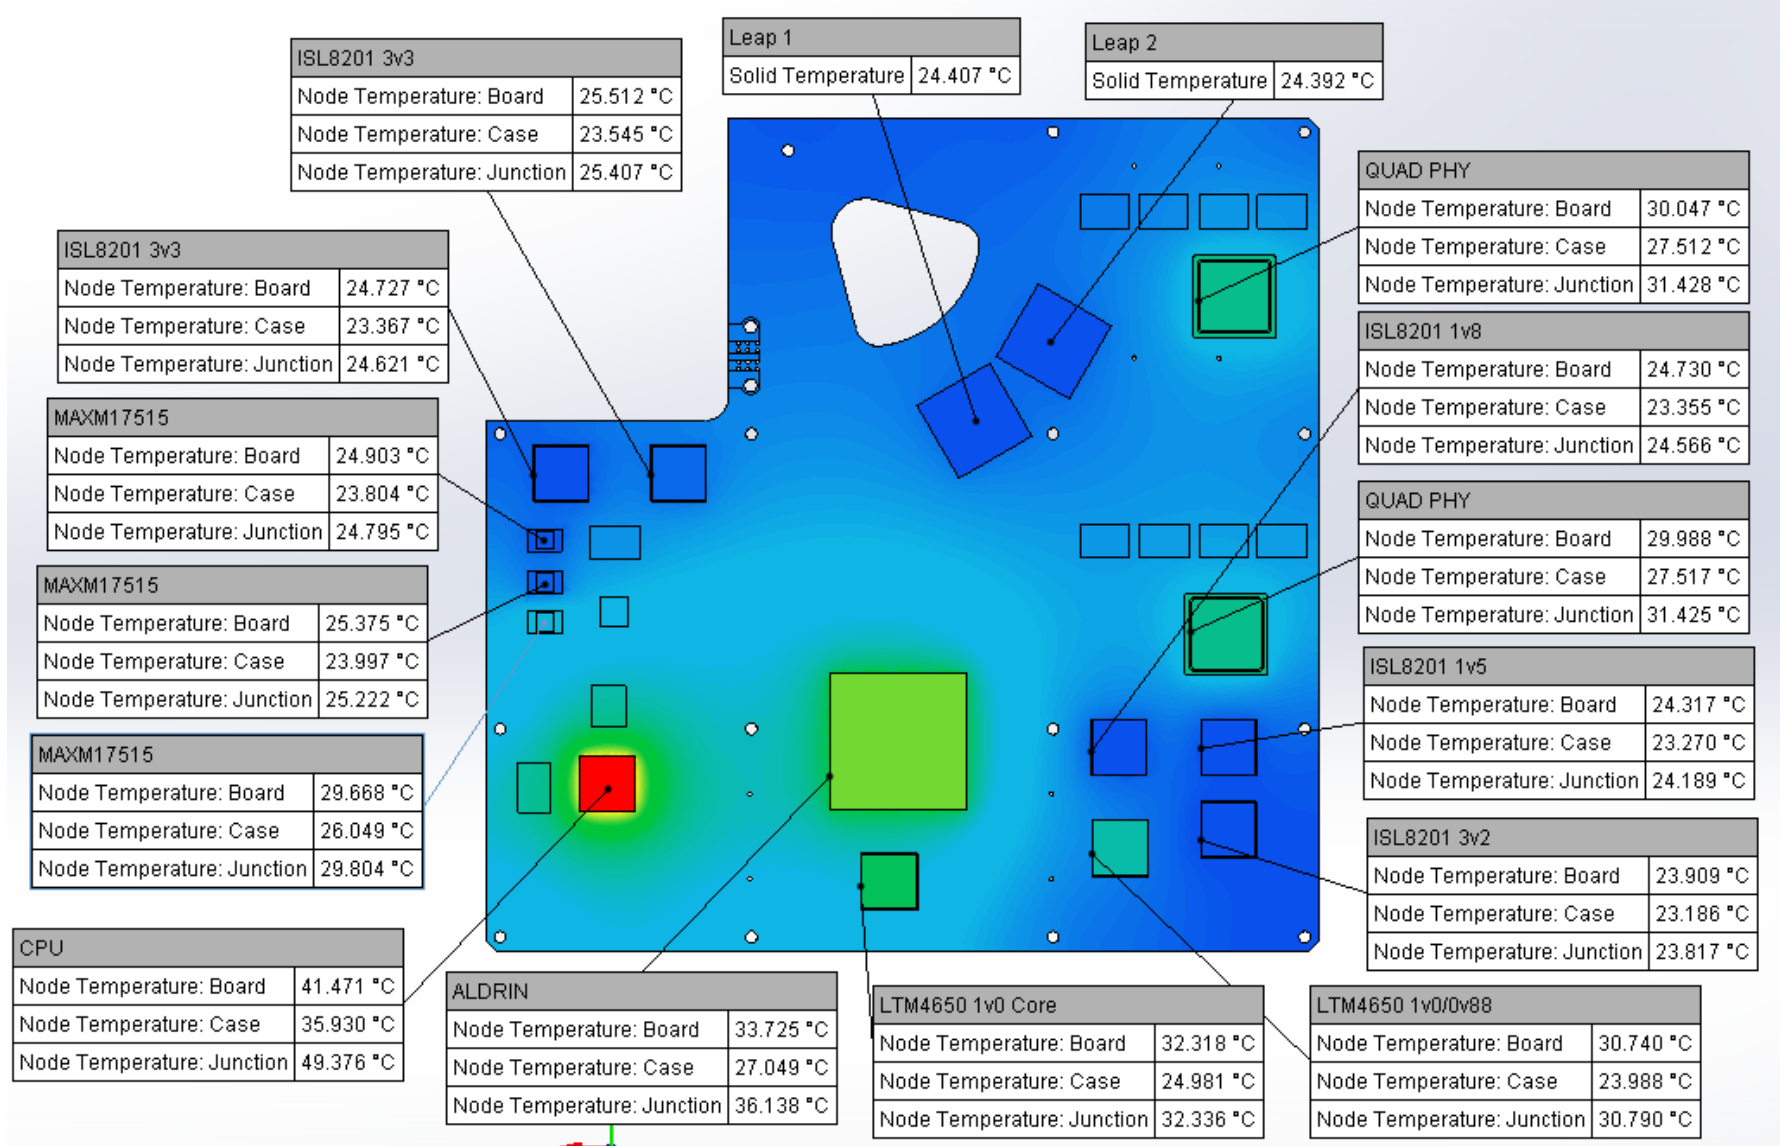 Leap 1
Solid Temperature 24.407 °C
Leap 2
Solid Temperature 24.392 °C
ISL8201 3v3
Node Temperature: Board 25.512 °C
Node Temperature: Case 23.545 °C
Node Temperature: Junction 25.407 °C
QUAD PHY
Node Temperature: Board 30.047 °C
Node Temperature: Case 27.512 °C
Node Temperature: Junction 31.428 °C
ISL8201 3v3
Node Temperature: Board 24.727 °C
Node Temperature: Case 23.367 °C
Node Temperature: Junction 24.621 °C
ISL8201 1v8
Node Temperature: Board 24.730 °C
Node Temperature: Case 23.355 °C
Node Temperature: Junction 24.566 °C
MAXM17515
Node Temperature: Board 24.903 °C
Node Temperature: Case 23.804 °C
Node Temperature: Junction 24.795 °C
QUAD PHY
Node Temperature: Board 29.988 °C
Node Temperature: Case 27.517 °C
Node Temperature: Junction 31.425 °C
MAXM17515
Node Temperature: Board 25.375 °C
Node Temperature: Case 23.997 °C
Node Temperature: Junction 25.222 °C
ISL8201 1v5
Node Temperature: Board 24.317 °C
Node Temperature: Case 23.270 °C
Node Temperature: Junction 24.189 °C
MAXM17515
Node Temperature: Board 29.668 °C
Node Temperature: Case 26.049 °C
Node Temperature: Junction 29.804 °C
ISL8201 3v2
Node Temperature: Board 23.909 °C
Node Temperature: Case 23.186 °C
Node Temperature: Junction 23.817 °C
CPU
Node Temperature: Board 41.471 °C
Node Temperature: Case 35.930 °C
Node Temperature: Junction 49.376 °C
ALDRIN
Node Temperature: Board 33.725 °C
Node Temperature: Case 27.049 °C
Node Temperature: Junction 36.138 °C
LTM4650 1v0 Core
Node Temperature: Board 32.318 °C
Node Temperature: Case 24.981 °C
Node Temperature: Junction 32.336 °C
LTM4650 1v0/0v88
Node Temperature: Board 30.740 °C
Node Temperature: Case 23.988 °C
Node Temperature: Junction 30.790 °C